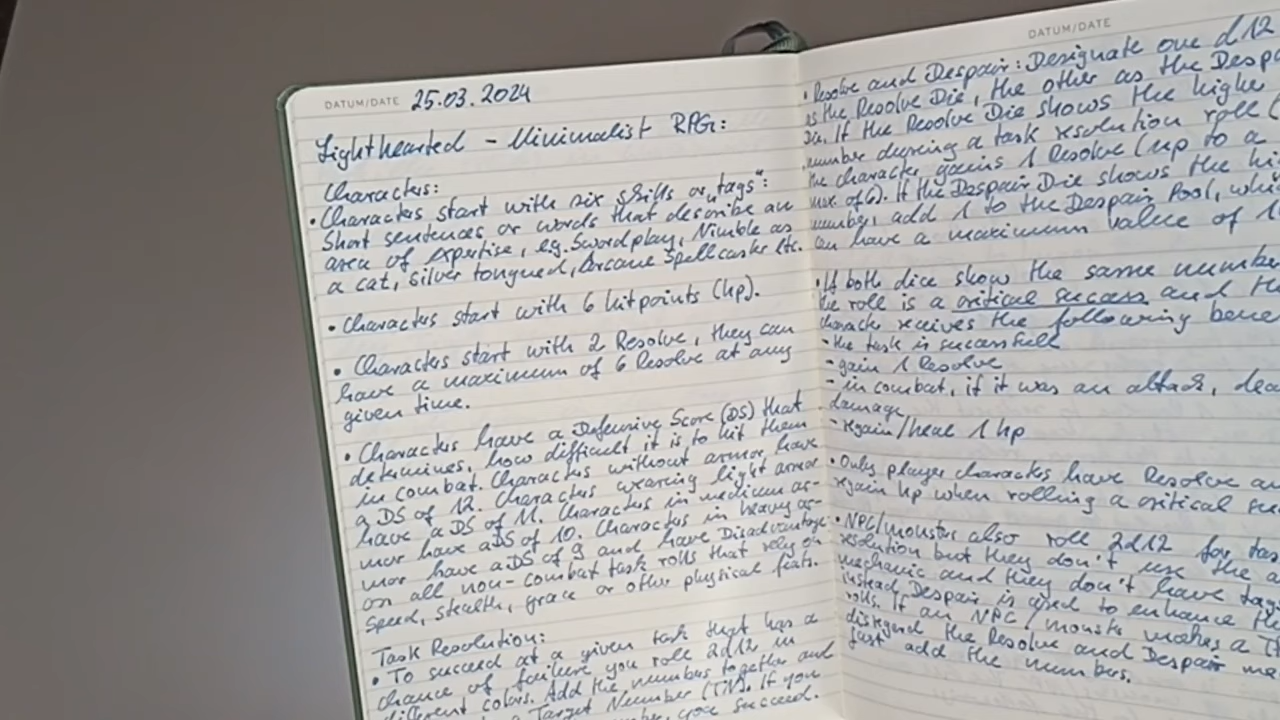 DATUM/DATE 25.03.2024
Lighthearted - Minimalist RPG:
Characters:
• Characters start with six skills or „tags":
short sentences or words that describe an
area of expertise, e.g. Swordplay, Nimble as
a cat, silver tongued, Arcane Spellcaster etc.
• Characters start with 6 hitpoints (hp).
• Characters start with 2 Resolve, they can
have a maximum of 6 Resolve at any
given time.
• Characters have a Defensive Score (DS) that
determines, how difficult it is to hit them
in combat. Characters without armor have
a DS of 12. Characters wearing light armor
have a DS of 11. Characters in medium ar-
mor have a DS of 10. Characters in heavy ar-
mor have a DS of 9 and have Disadvantage
on all non-combat task rolls that rely on
speed, stealth, grace or other physical feats.
Task Resolution:
• To succeed at a given task that has a
chance of failure you roll 2d12 in
different colors. Add the numbers together and
a Target Number (TN). If you
you succeed.
DATUM/DATE
• Resolve and Despair: Designate one d12
as the Resolve Die, the other as the
Die. If the Resolve Die shows the higher
number during a task resolution roll
the character gains 1 Resolve (up to a
max. of 6). If the Despair Die shows the
number, add 1 to the Despair Pool,
can have a maximum value of
• If both dice show the same
the roll is a critical success and
character receives the following
- the task is successfull
- gain 1 Resolve
- in combat, if it was an attack,
damage
- regain/heal 1 hp
• Only player characters have Resolve
regain hp when rolling a critical
• NPC/monster also roll 2d12 for
resolution but they don't use the
mechanic and they don't have
instead Despair is used to enhance
rolls. If an NPC/monster makes a
disregard the Resolve and Despair
just add the numbers.